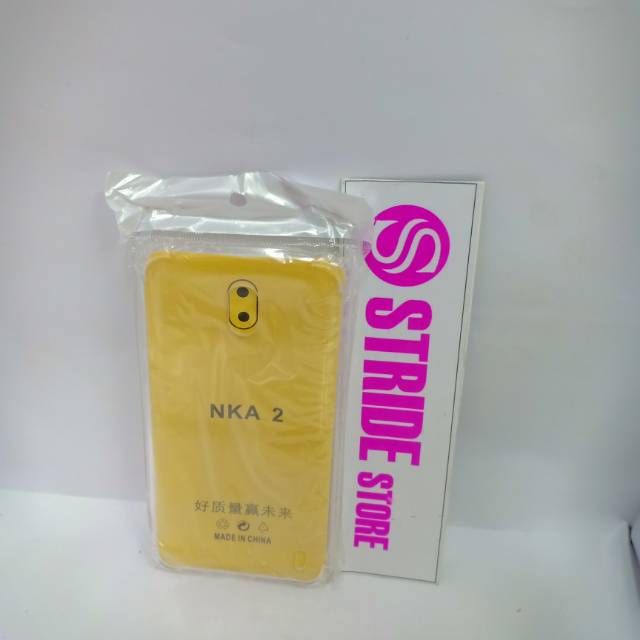 NKA 2
好质量赢未来
MADE IN CHINA
STRIDE STORE